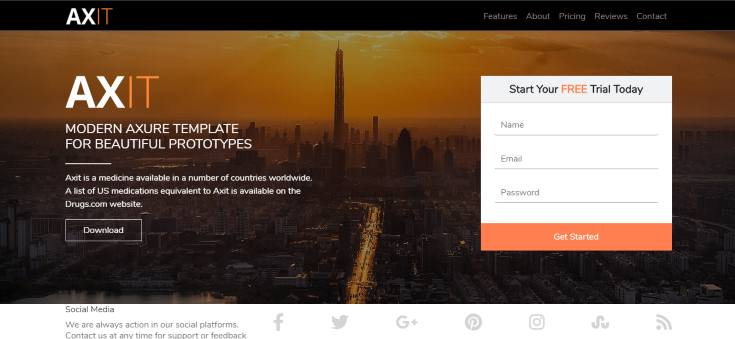 AXIT
Features About Pricing Reviews Contact
AXIT
MODERN AXURE TEMPLATE
FOR BEAUTIFUL PROTOTYPES
Axit is a medicine available in a number of countries worldwide.
A list of US medications equivalent to Axit is available on the
Drugs.com website.
Download
Start Your FREE Trial Today
Name
Email
Password
Get Started
Social Media
We are always action in our social platforms.
Contact us at any time for support or feedback